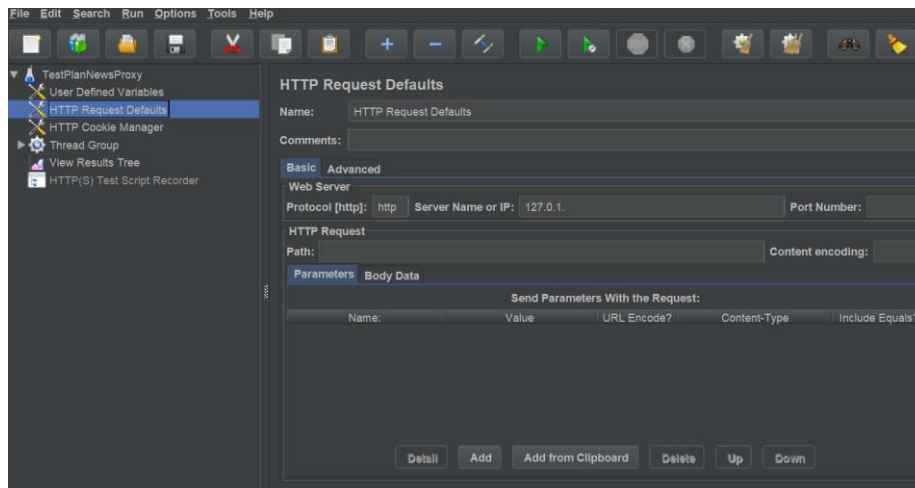 File Edit Search Run Options Tools Help
TestPlanNewsProxy
User Defined Variables
HTTP Request Defaults
HTTP Cookie Manager
Thread Group
View Results Tree
HTTP(S) Test Script Recorder
HTTP Request Defaults
Name: HTTP Request Defaults
Comments:
Basic Advanced
Web Server
Protocol [http]: http Server Name or IP: 127.0.1. Port Number:
HTTP Request
Path: Content encoding:
Parameters Body Data
Send Parameters With the Request:
Name: Value URL Encode? Content-Type Include Equals?
Detail Add Add from Clipboard Delete Up Down